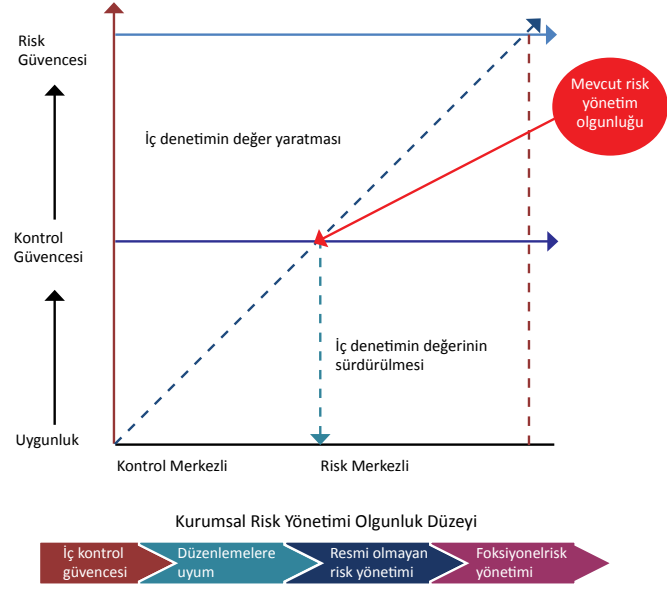 Risk
Güvencesi
Mevcut risk
yönetim
olgunluğu
İç denetimin değer yaratması
Kontrol
Güvencesi
İç denetimin değerinin
sürdürülmesi
Uygunluk
Kontrol Merkezli
Risk Merkezli
Kurumsal Risk Yönetimi Olgunluk Düzeyi
İç kontrol
güvencesi
Düzenlemelere
uyum
Resmi olmayan
risk yönetimi
Foksiyonelrisk
yönetimi